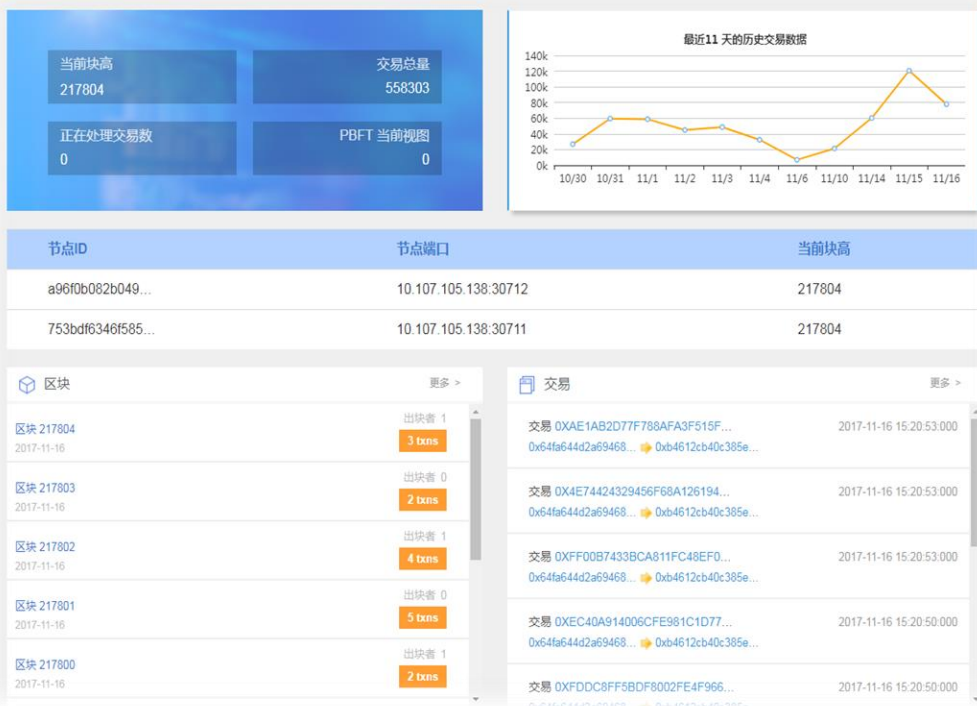 当前块高
217804
交易总量
558303
正在处理交易数
0
PBFT 当前视图
0
最近11 天的历史交易数据
140k
120k
100k
80k
60k
40k
20k
0k
10/30 10/31 11/1 11/2 11/3 11/4 11/6 11/10 11/14 11/15 11/16
节点ID 节点端口 当前块高
a96f0b082b049... 10.107.105.138:30712 217804
753bdf6346f585... 10.107.105.138:30711 217804
区块 更多 >
区块 217804 出块者 1
2017-11-16 3 txns
区块 217803 出块者 0
2017-11-16 2 txns
区块 217802 出块者 1
2017-11-16 4 txns
区块 217801 出块者 0
2017-11-16 5 txns
区块 217800 出块者 1
2017-11-16 2 txns
交易 更多 >
交易 0XAE1AB2D77F788AFA3F515F... 2017-11-16 15:20:53:000
0x64fa644d2a69468... 0xb4612cb40c385e...
交易 0X4E74424329456F68A126194... 2017-11-16 15:20:53:000
0x64fa644d2a69468... 0xb4612cb40c385e...
交易 0XFF00B7433BCA811FC48EF0... 2017-11-16 15:20:53:000
0x64fa644d2a69468... 0xb4612cb40c385e...
交易 0XEC40A914006CFE981C1D77... 2017-11-16 15:20:50:000
0x64fa644d2a69468... 0xb4612cb40c385e...
交易 0XFDDC8FF5BDF8002FE4F966... 2017-11-16 15:20:50:000